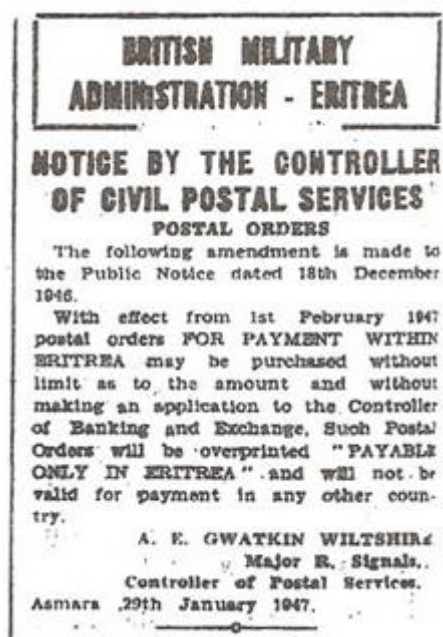 BRITISH MILITARY
ADMINISTRATION - ERITREA
NOTICE BY THE CONTROLLER
OF CIVIL POSTAL SERVICES
POSTAL ORDERS
The following amendment is made to
the Public Notice dated 18th December
1946.
With effect from 1st February 1947
postal orders FOR PAYMENT WITHIN
ERITREA may be purchased without
limit as to the amount and without
making an application to the Controller
of Banking and Exchange. Such Postal
Orders will be overprinted "PAYABLE
ONLY IN ERITREA" and will not be
valid for payment in any other coun-
try.
A. E. GWATKIN WILTSHIRE
Major R. Signals.
Controller of Postal Services.
Asmara 29th January 1947.